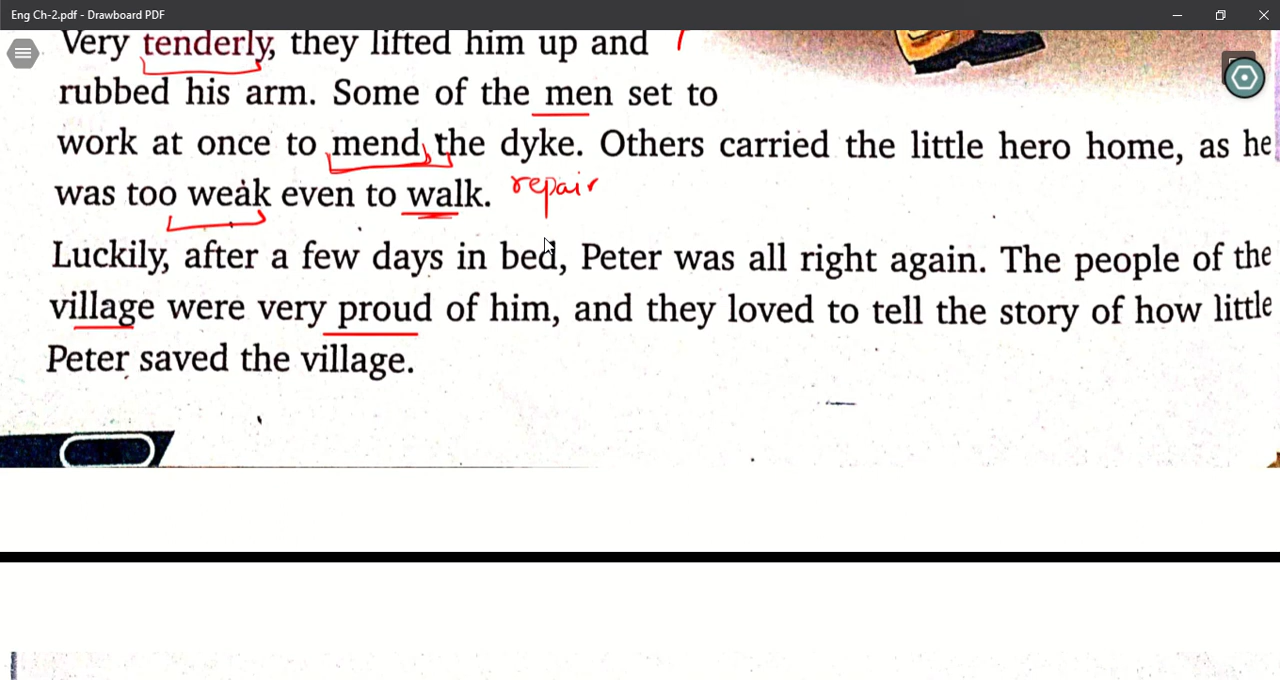 Eng Ch-2.pdf - Drawboard PDF
Very tenderly, they lifted him up and
rubbed his arm. Some of the men set to
work at once to mend the dyke. Others carried the little hero home, as he
was too weak even to walk. repair
Luckily, after a few days in bed, Peter was all right again. The people of the
village were very proud of him, and they loved to tell the story of how little
Peter saved the village.